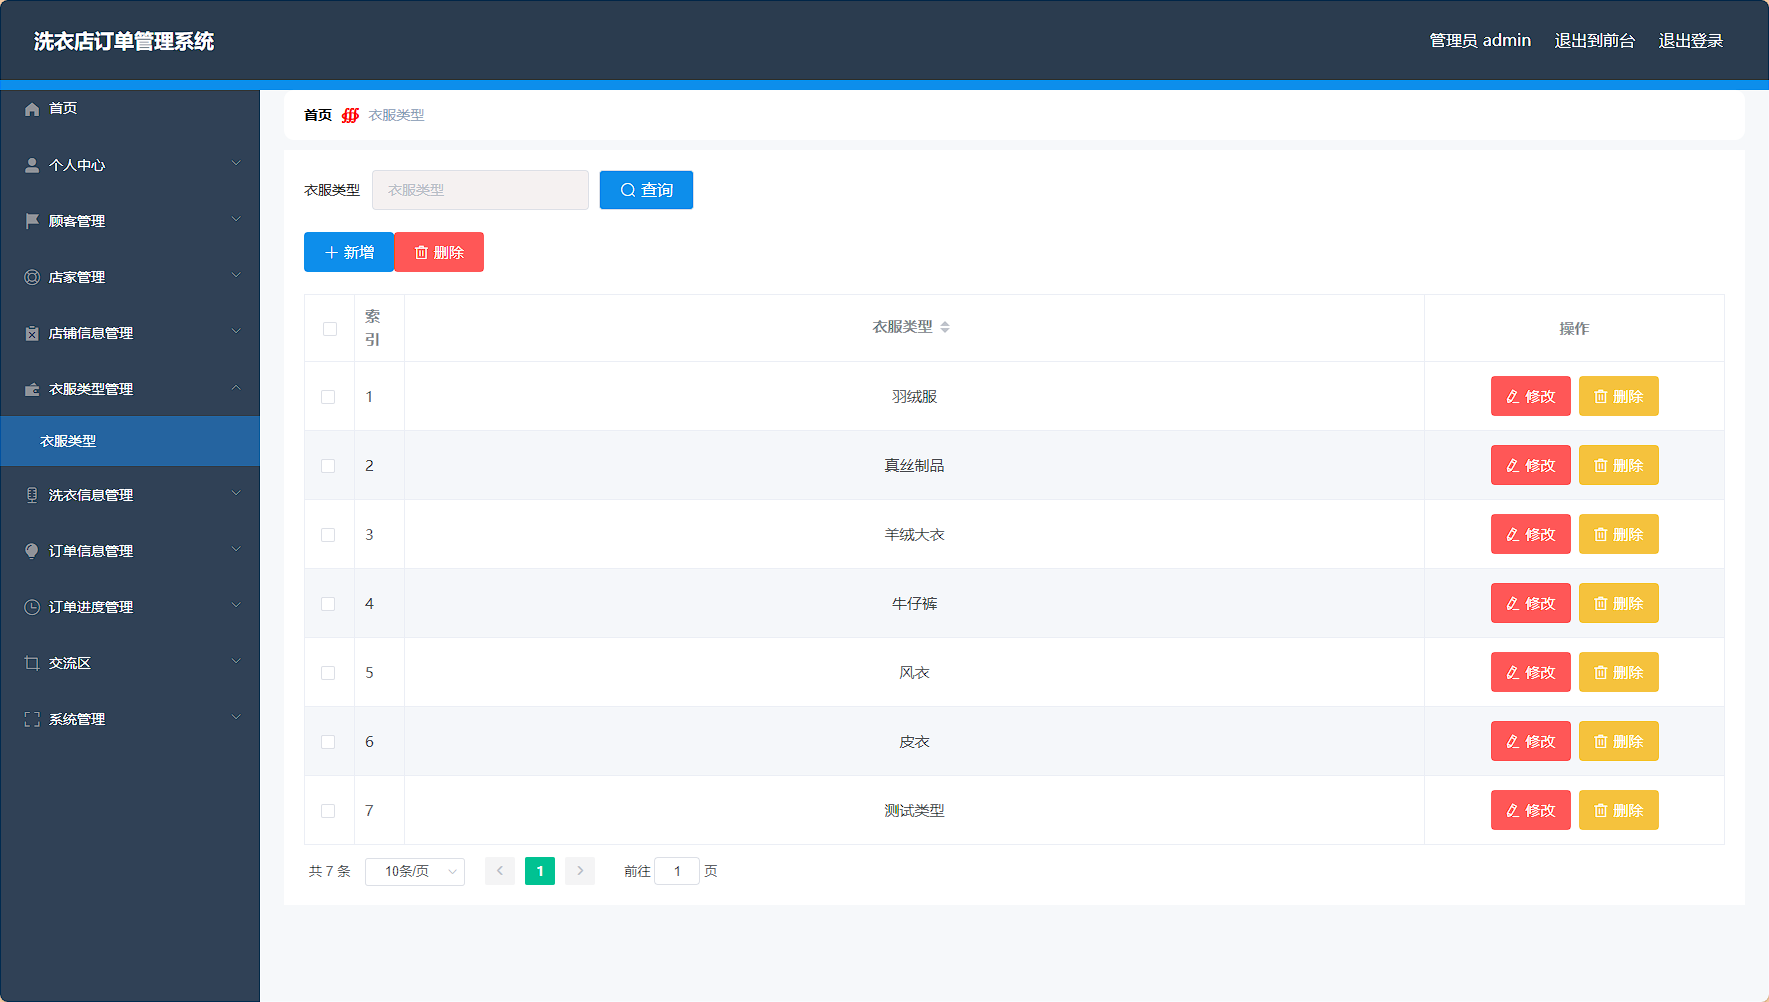 洗衣店订单管理系统
管理员 admin 退出到前台 退出登录
首页
个人中心
顾客管理
店家管理
店铺信息管理
衣服类型管理
衣服类型
洗衣信息管理
订单信息管理
订单进度管理
交流区
系统管理
首页 衣服类型
衣服类型 衣服类型 查询
新增 删除
索引 衣服类型 操作
1 羽绒服 修改 删除
2 真丝制品 修改 删除
3 羊绒大衣 修改 删除
4 牛仔裤 修改 删除
5 风衣 修改 删除
6 皮衣 修改 删除
7 测试类型 修改 删除
共 7 条 10条/页 1 前往 1 页